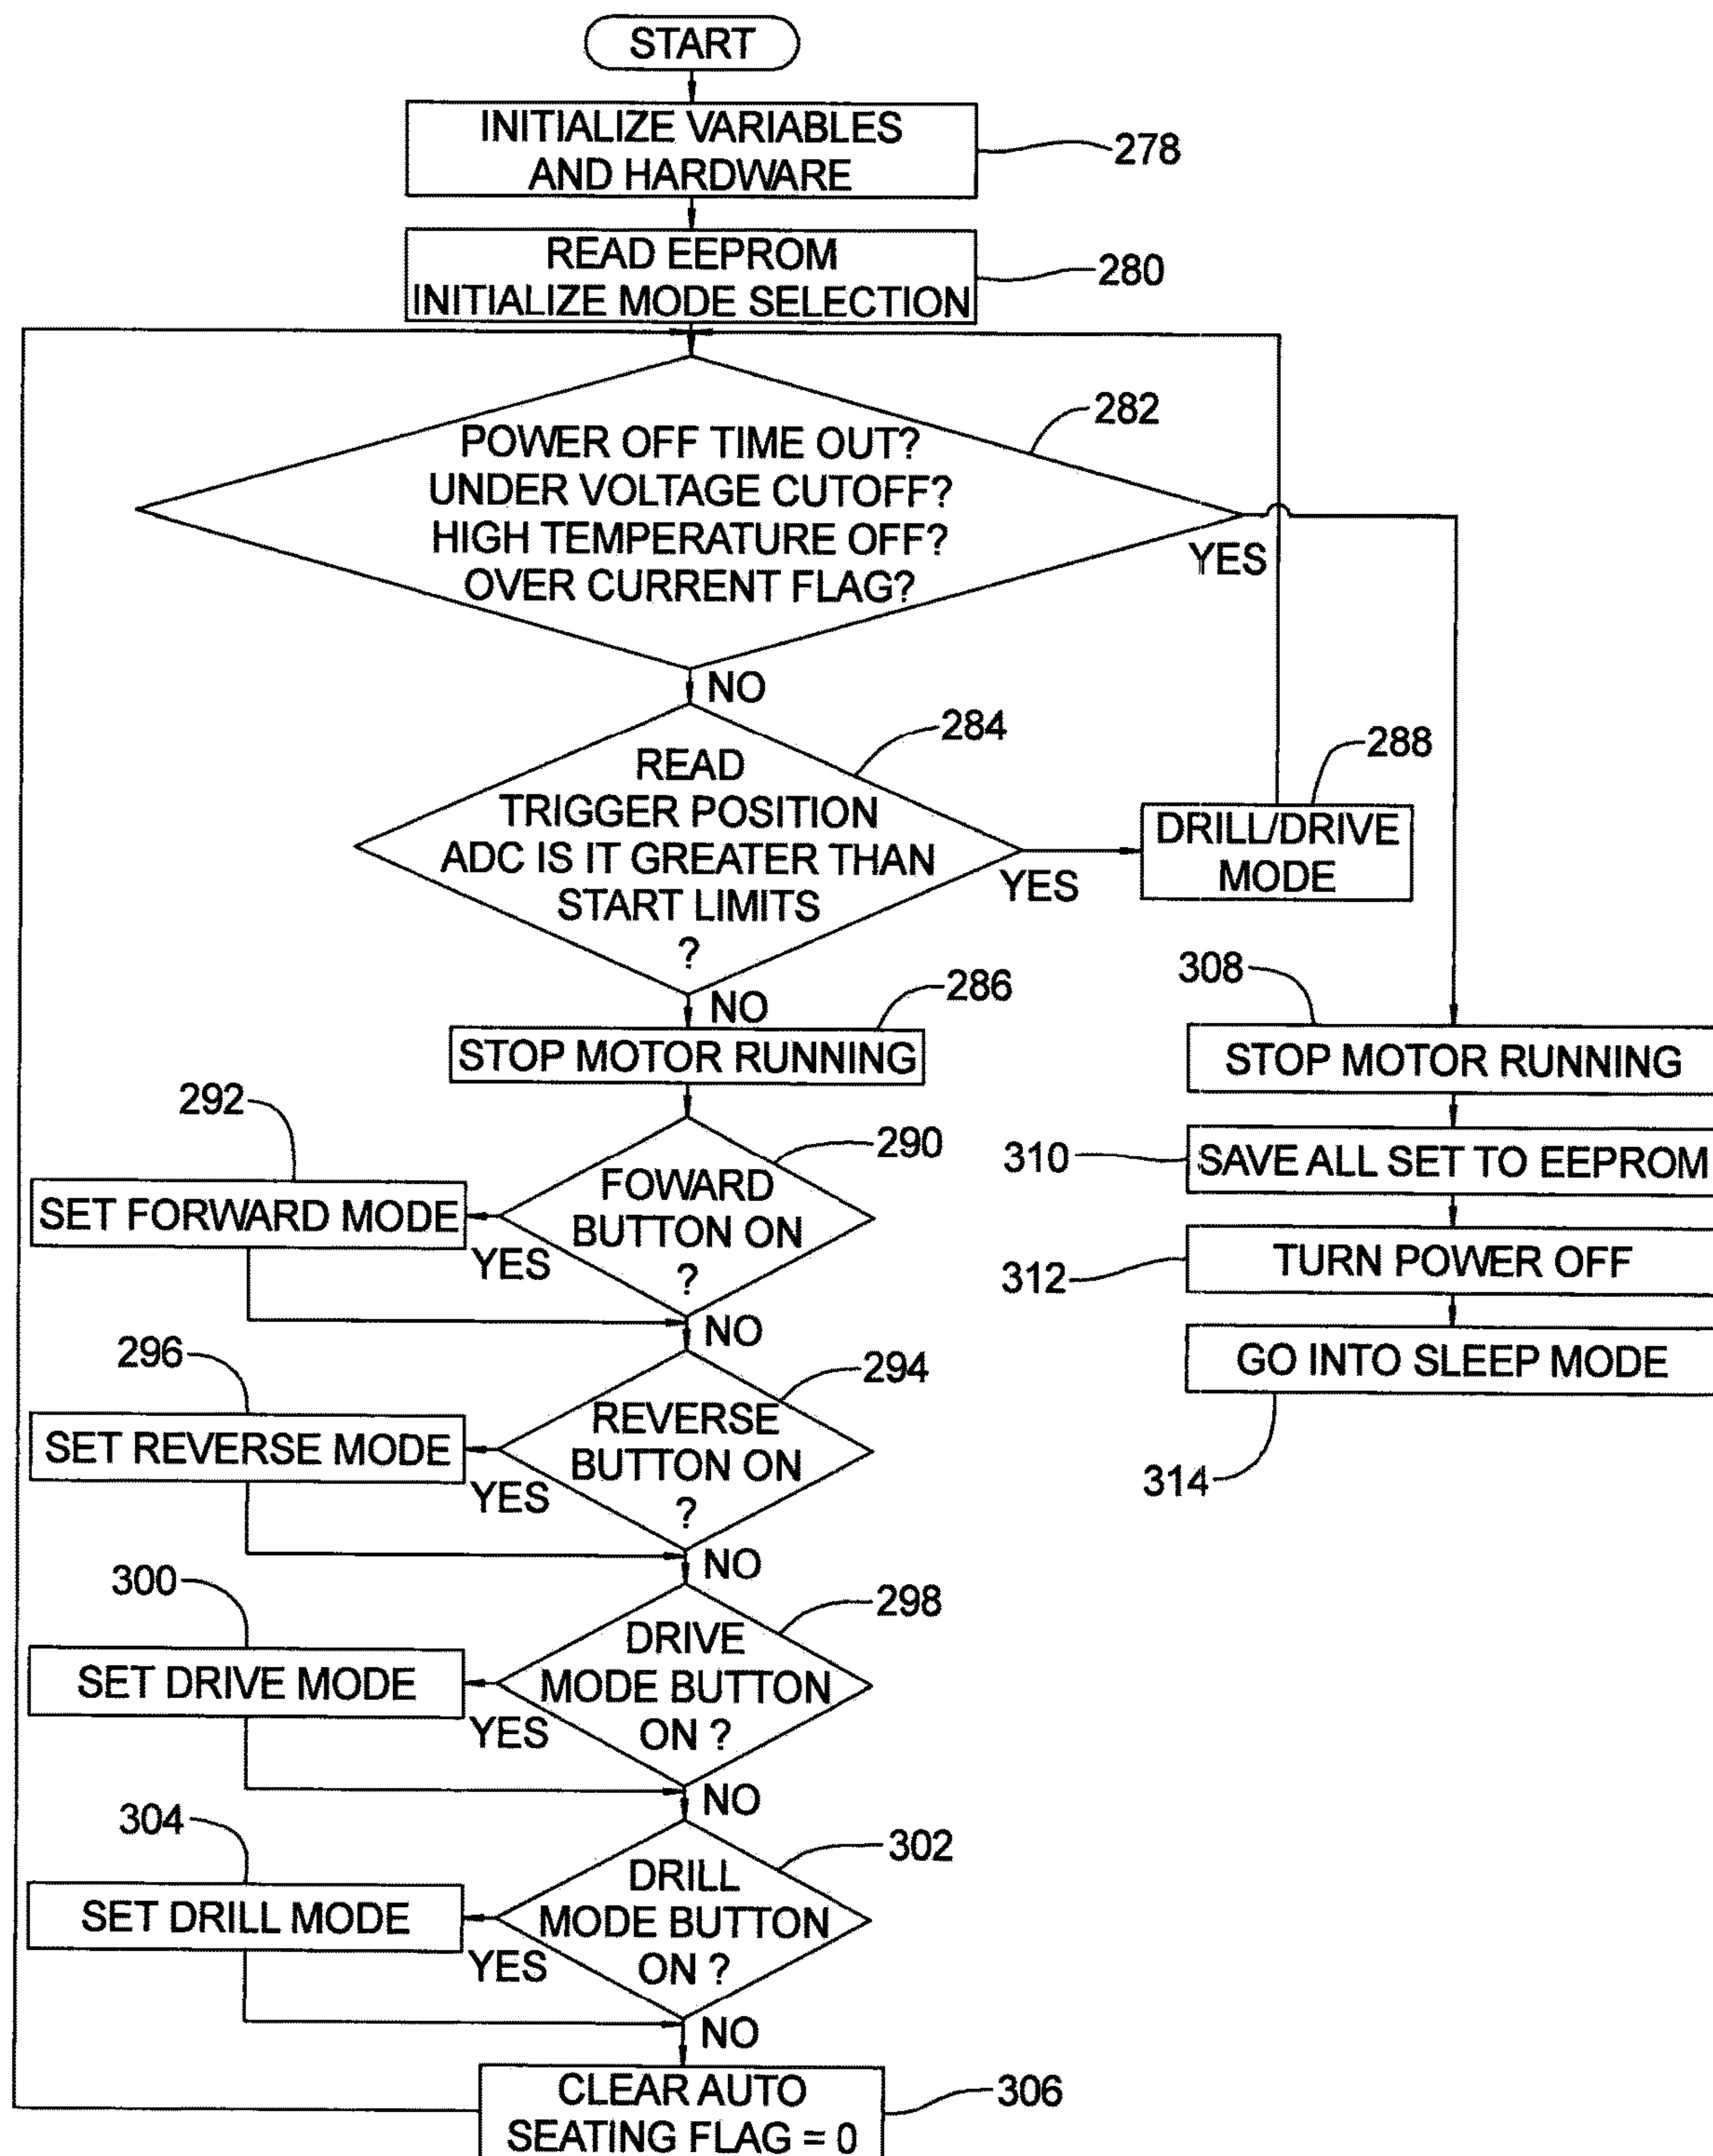 START
INITIALIZE VARIABLES
AND HARDWARE
278
READ EEPROM
INITIALIZE MODE SELECTION
280
POWER OFF TIME OUT?
UNDER VOLTAGE CUTOFF?
HIGH TEMPERATURE OFF?
OVER CURRENT FLAG?
282
YES
NO
READ
TRIGGER POSITION
ADC IS IT GREATER THAN
START LIMITS
?
284
YES
DRILL/DRIVE
MODE
288
NO
STOP MOTOR RUNNING
286
FOWARD
BUTTON ON
?
290
YES
SET FORWARD MODE
292
NO
REVERSE
BUTTON ON
?
294
YES
SET REVERSE MODE
296
NO
DRIVE
MODE BUTTON
ON ?
298
YES
SET DRIVE MODE
300
NO
DRILL
MODE BUTTON
ON ?
302
YES
SET DRILL MODE
304
NO
CLEAR AUTO
SEATING FLAG = 0
306
308
STOP MOTOR RUNNING
310
SAVE ALL SET TO EEPROM
312
TURN POWER OFF
GO INTO SLEEP MODE
314